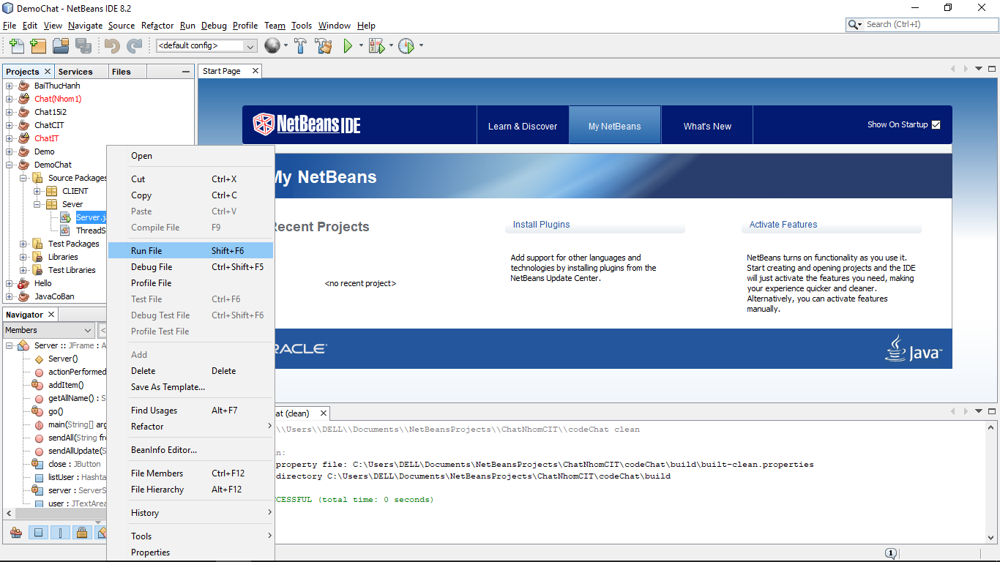 DemoChat - NetBeans IDE 8.2
File Edit View Navigate Source Refactor Run Debug Profile Team Tools Window Help
Search (Ctrl+I)
<default config>
Projects Services Files
BaiThucHanh
Chat(Nhom1)
Chat15i2
ChatCIT
ChatIT
Demo
DemoChat
Source Packages
CLIENT
Sever
Server.ja
ThreadS
Test Packages
Libraries
Test Libraries
Hello
JavaCoBan
Navigator
Members <
Server :: JFrame : A
Server()
actionPerformed
addItem()
getAllName() : S
go()
main(String[] arg
sendAll(String fro
sendAllUpdate(S
close : JButton
listUser : Hashta
server : ServerS
user : JTextArea
Open
Cut Ctrl+X
Copy Ctrl+C
Paste Ctrl+V
Compile File F9
Run File Shift+F6
Debug File Ctrl+Shift+F5
Profile File
Test File Ctrl+F6
Debug Test File Ctrl+Shift+F6
Profile Test File
Add
Delete Delete
Save As Template...
Find Usages Alt+F7
Refactor
BeanInfo Editor...
File Members Ctrl+F12
File Hierarchy Alt+F12
History
Tools
Properties
Start Page
NetBeans IDE
Learn & Discover My NetBeans What's New
Show On Startup
My NetBeans
Recent Projects
<no recent project>
Install Plugins
Add support for other languages and
technologies by installing plugins from the
NetBeans Update Center.
Activate Features
NetBeans turns on functionality as you use it.
Start creating and opening projects and the IDE
will just activate the features you need, making
your experience quicker and cleaner.
Alternatively, you can activate features
manually.
RACLE
Java
at (clean)
\\Users\\DELL\\Documents\\NetBeansProjects\\ChatNhomCIT\\codeChat clean
n:
property file: C:\Users\DELL\Documents\NetBeansProjects\ChatNhomCIT\codeChat\build\built-clean.properties
directory C:\Users\DELL\Documents\NetBeansProjects\ChatNhomCIT\codeChat\build
CESSFUL (total time: 0 seconds)
1